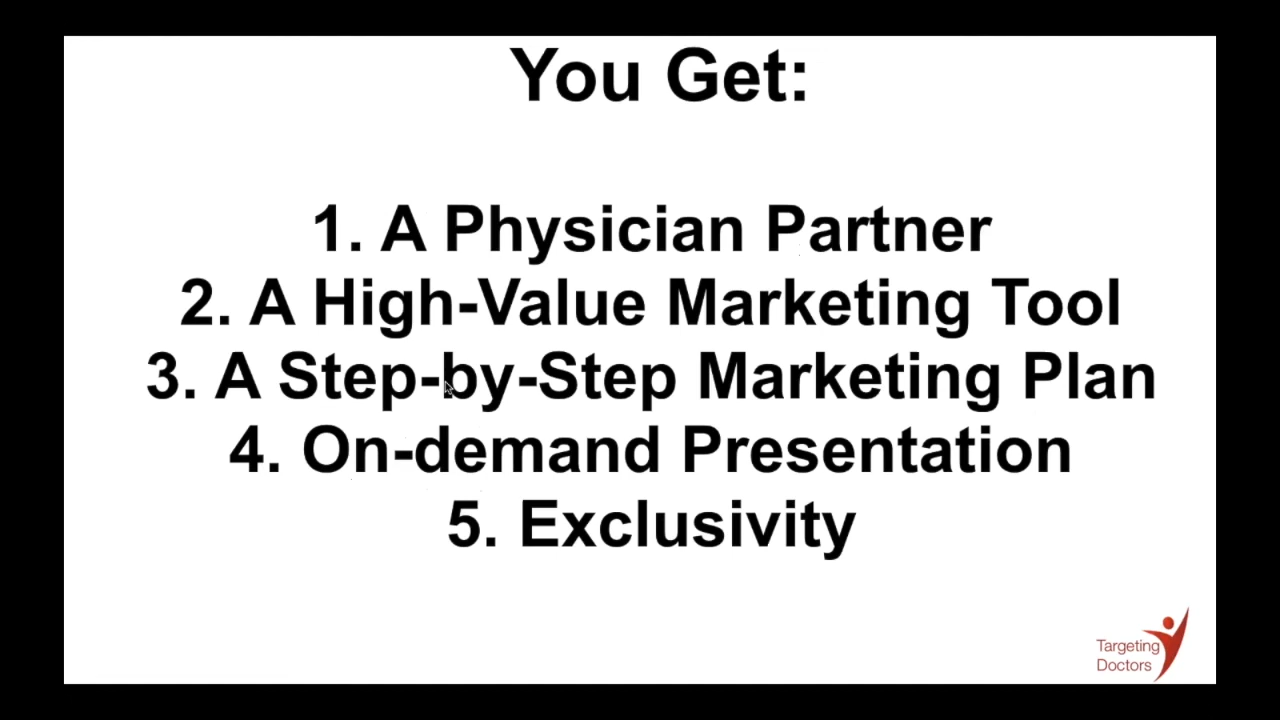 You Get:
1. A Physician Partner
2. A High-Value Marketing Tool
3. A Step-by-Step Marketing Plan
4. On-demand Presentation
5. Exclusivity
Targeting
Doctors